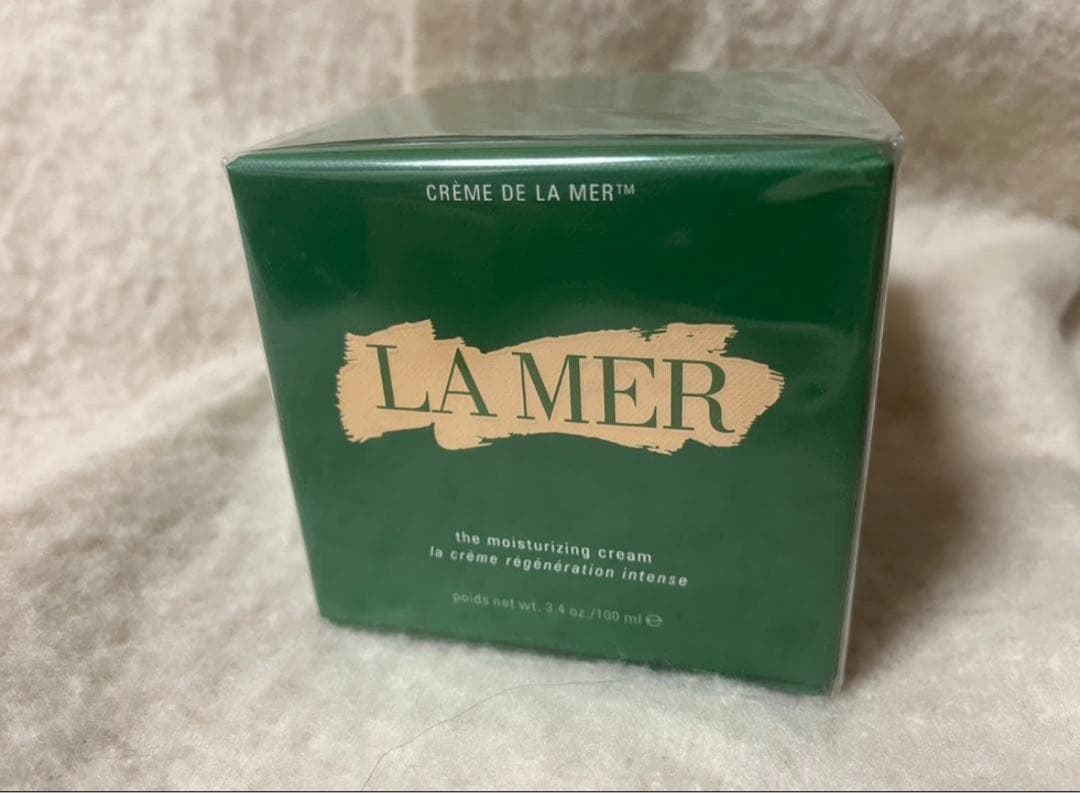 CRÈME DE LA MER™
LA MER
the moisturizing cream
la crème régénération intense
poids net wt. 3.4 oz./100 ml ℮